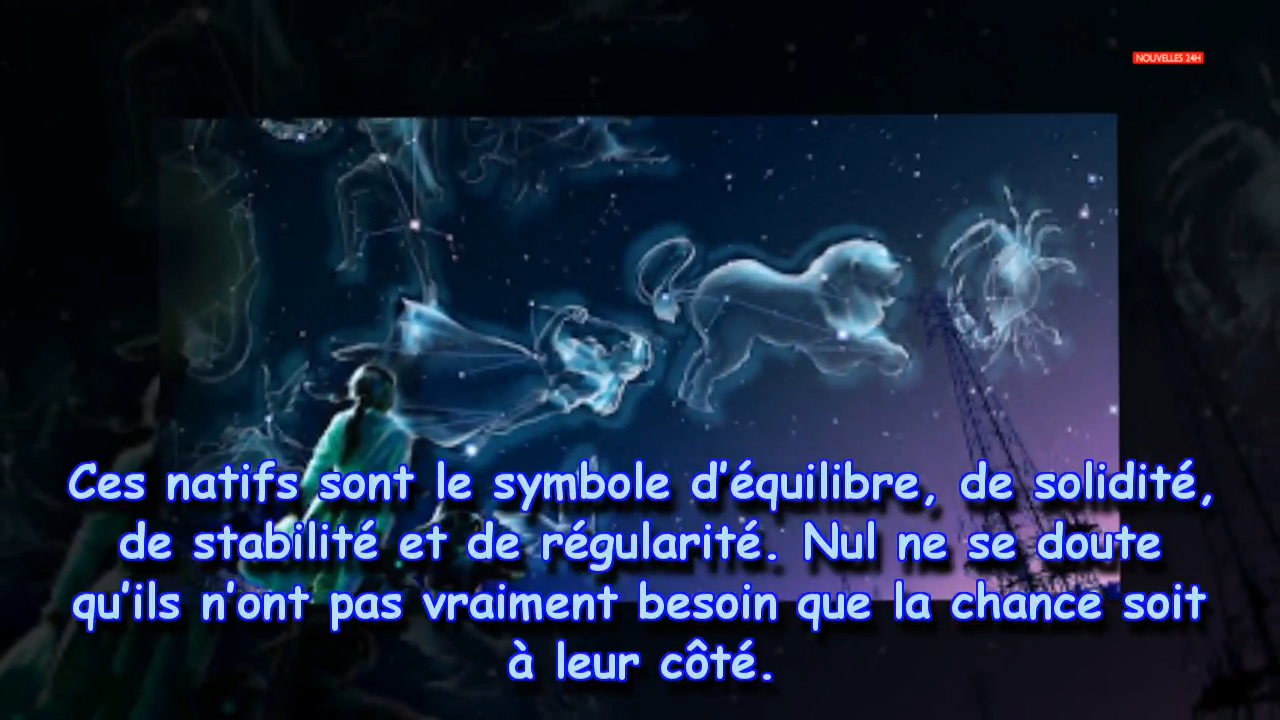 NOUVELLES 24H
Ces natifs sont le symbole d'équilibre, de solidité,
de stabilité et de régularité. Nul ne se doute
qu'ils n'ont pas vraiment besoin que la chance soit
à leur côté.